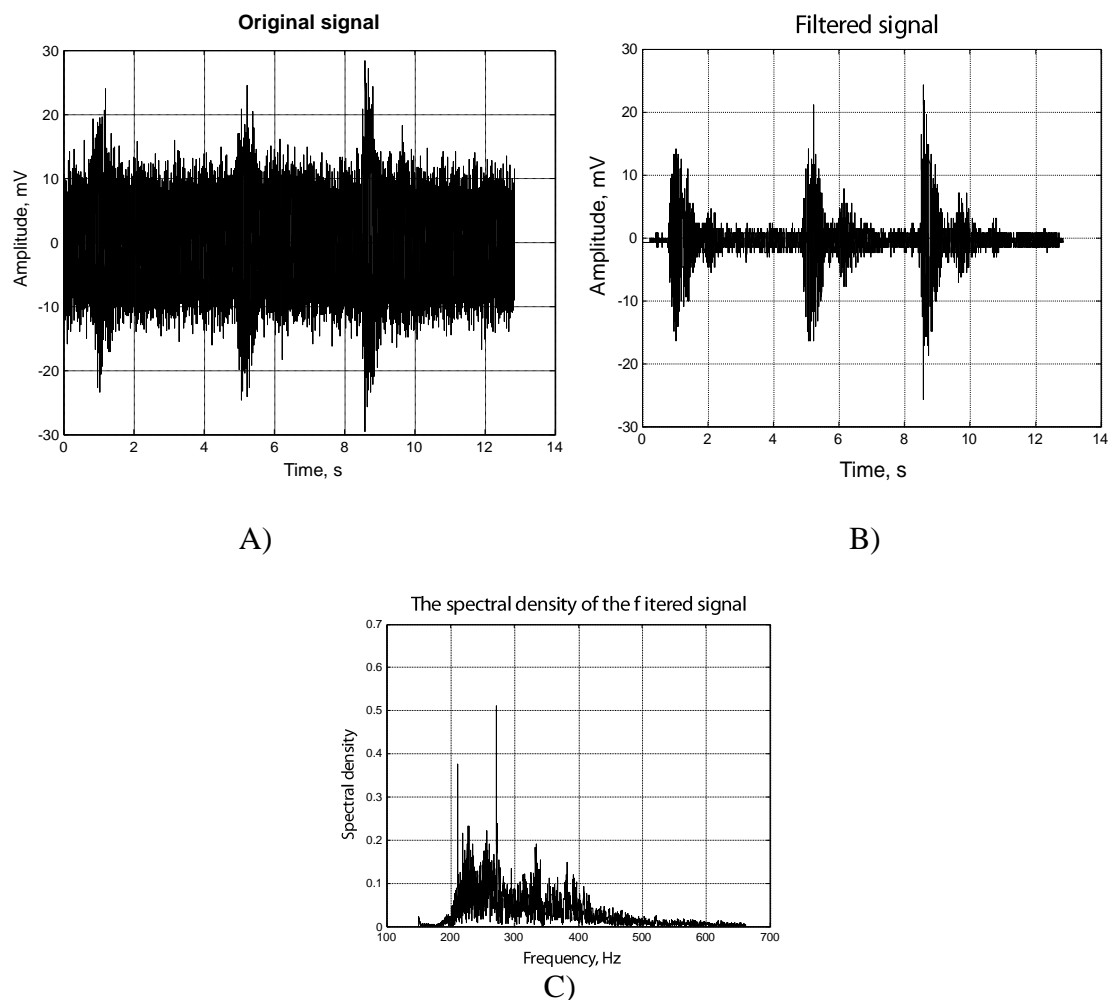 Original signal
30
20
10
0
-10
-20
-30
Amplitude, mV
0 2 4 6 8 10 12 14
Time, s
A)
Filtered signal
30
20
10
0
-10
-20
-30
Amplitude, mV
0 2 4 6 8 10 12 14
Time, s
B)
The spectral density of the f itered signal
0.7
0.6
0.5
0.4
0.3
0.2
0.1
0
Spectral density
100 200 300 400 500 600 700
Frequency, Hz
C)